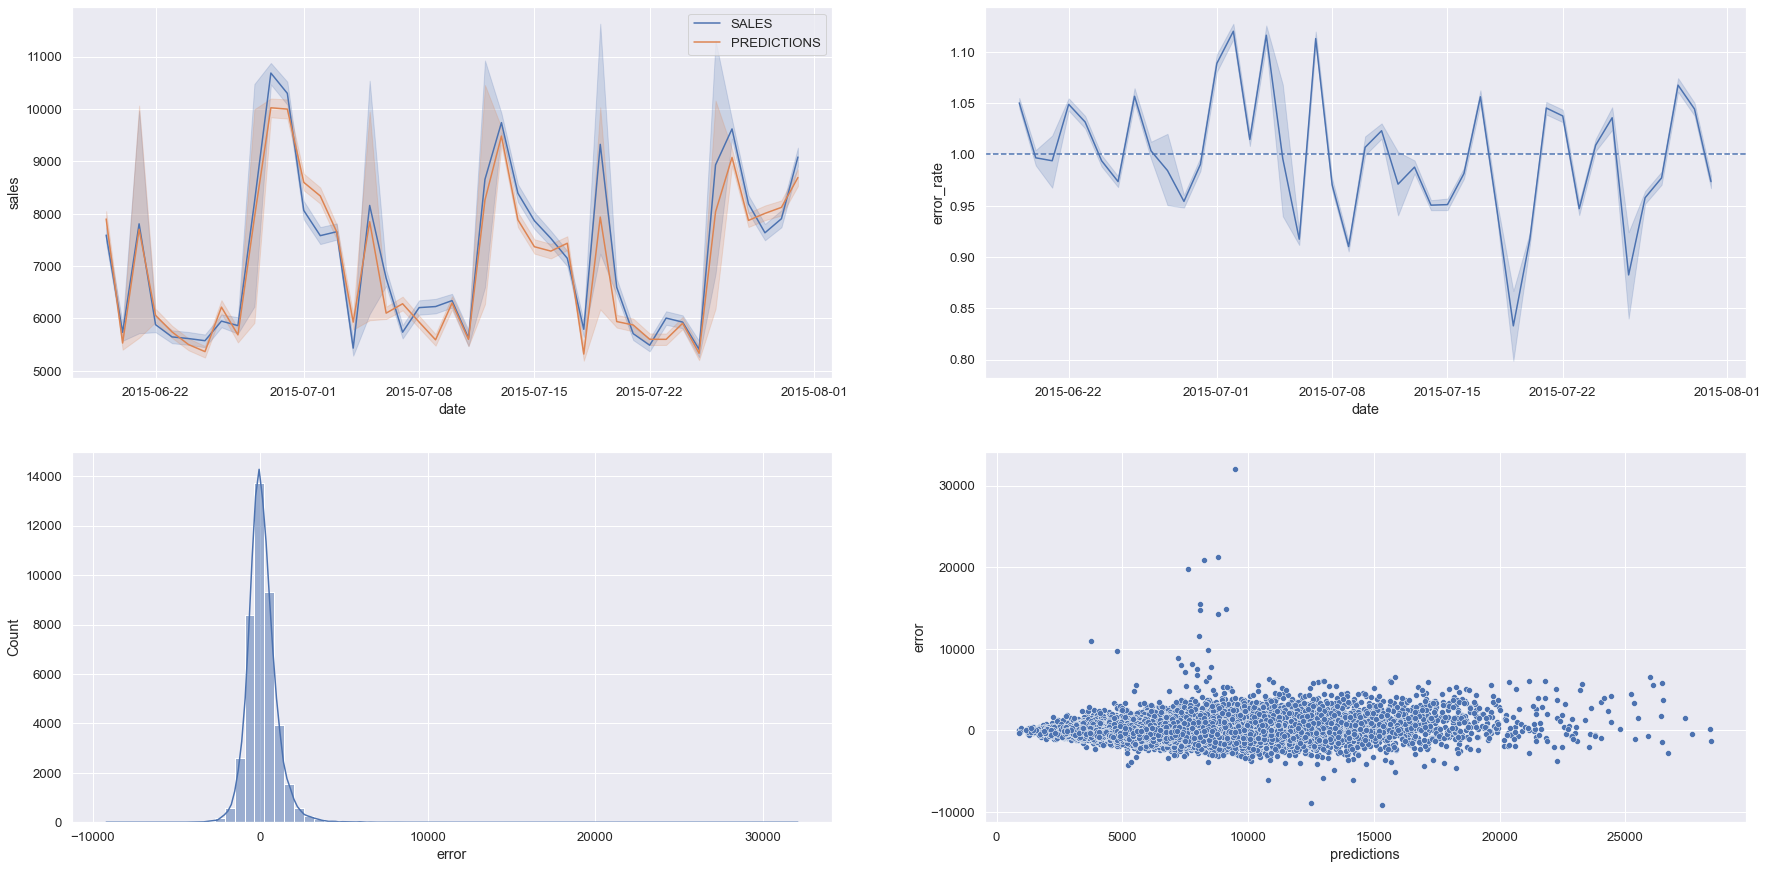 SALES
PREDICTIONS
11000
10000
9000
8000
7000
6000
5000
sales
2015-06-22 2015-07-01 2015-07-08 2015-07-15 2015-07-22 2015-08-01
date
1.10
1.05
1.00
0.95
0.90
0.85
0.80
error_rate
2015-06-22 2015-07-01 2015-07-08 2015-07-15 2015-07-22 2015-08-01
date
14000
12000
10000
8000
6000
4000
2000
0
Count
−10000 0 10000 20000 30000
error
30000
20000
10000
0
−10000
error
0 5000 10000 15000 20000 25000
predictions